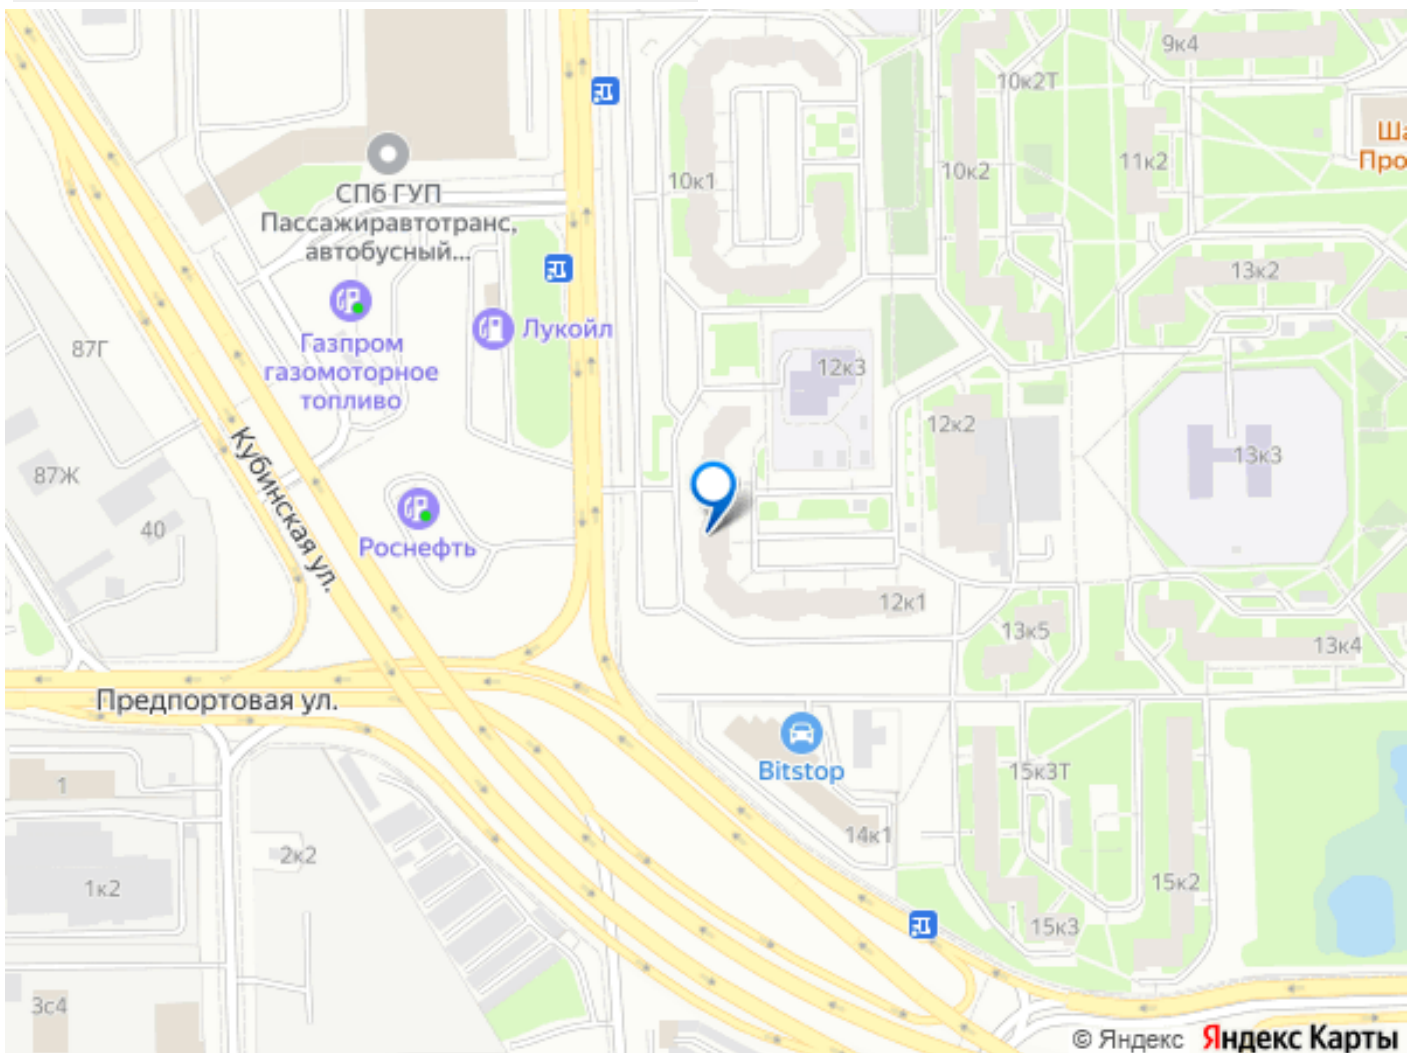 9к4
10к2Т
Ша
Про
11к2
10к2
10к1
СПб ГУП
Пассажиравтотранс,
автобусный...
13к2
Газпром
газомоторное
топливо
Лукойл
87Г
12к3
12к2
13к3
Кубинская ул.
87Ж
40
Роснефть
12к1
13к5
13к4
Предпортовая ул.
Bitstop
15к3Т
1
14к1
2к2
1к2
15к2
15к3
3с4
© Яндекс Яндекс Карты